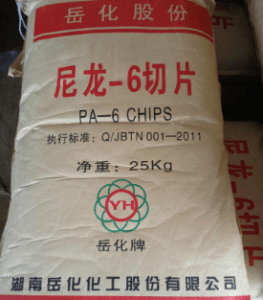 岳化股份
尼龙-6切片
PA—6 CHIPS
执行标准：Q/JBTN 001—2011
净重：25Kg
YH
岳化牌
湖南岳化化工股份有限公司